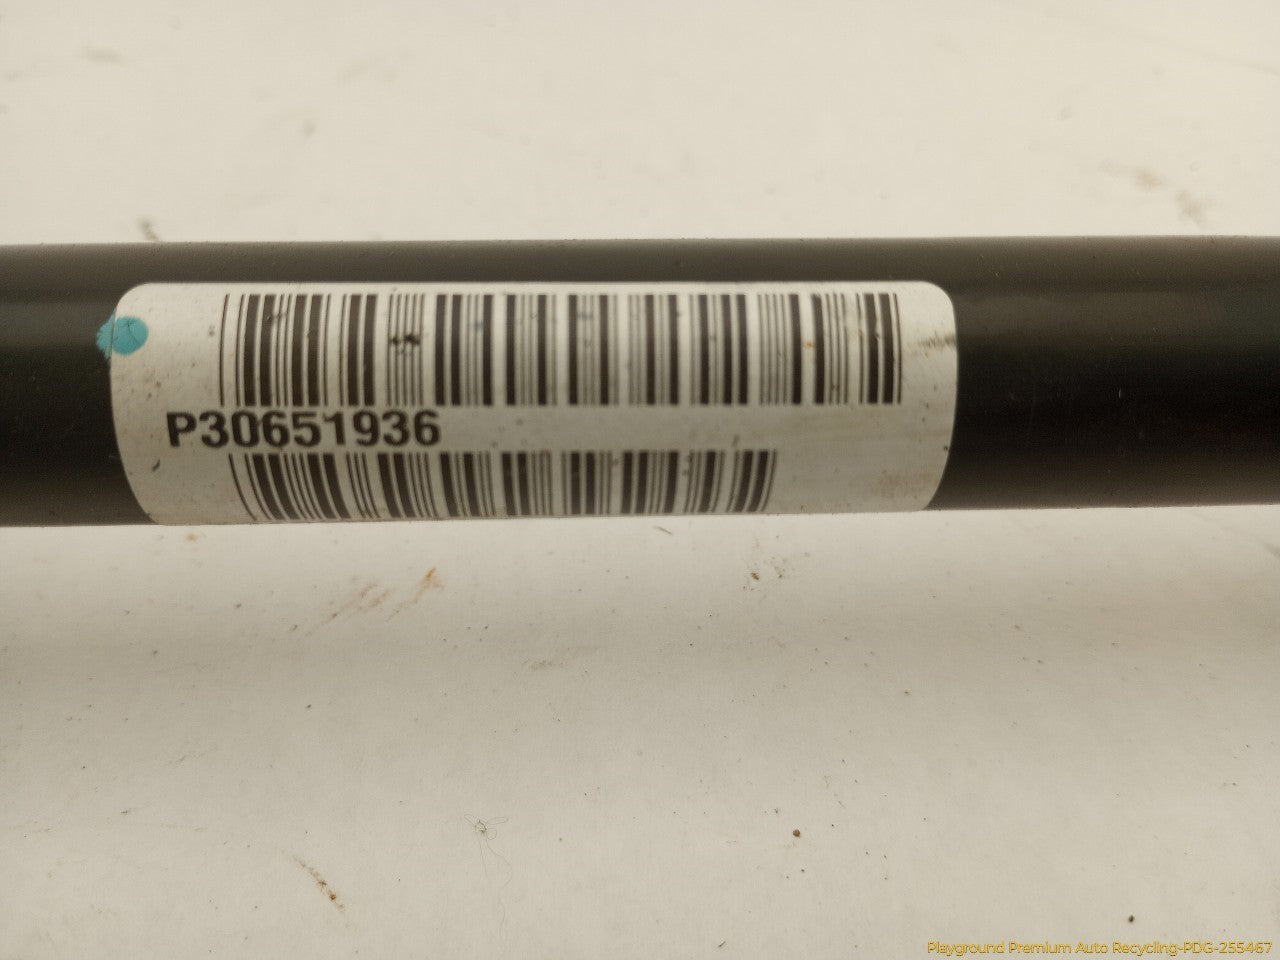 P30651936
Playground Premium Auto Recycling-PDG-255467